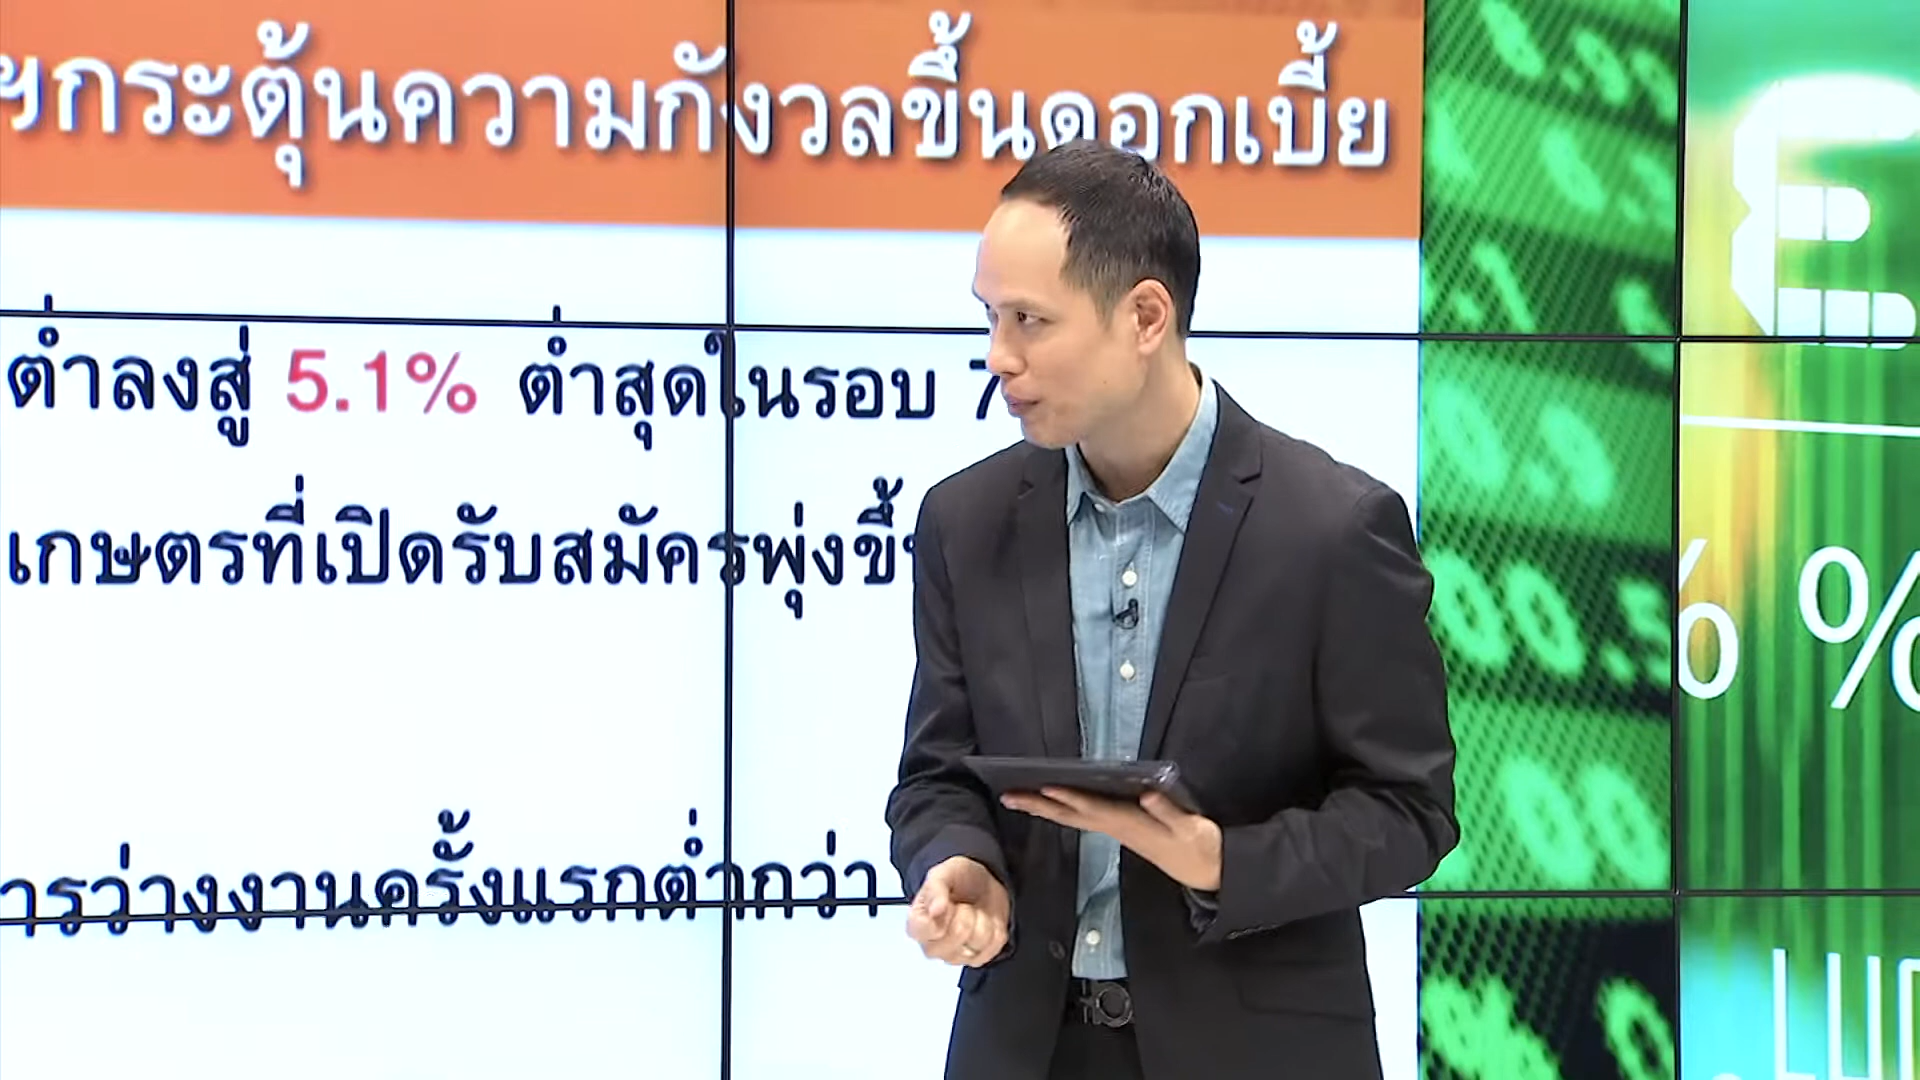 ฯกระตุ้นความกังวลขึ้นดอกเบี้ย
ต่ำลงสู่ 5.1% ต่ำสุดในรอบ 7
เกษตรที่เปิดรับสมัครพุ่งขึ้น
ารว่างงานครั้งแรกต่ำกว่า
% %